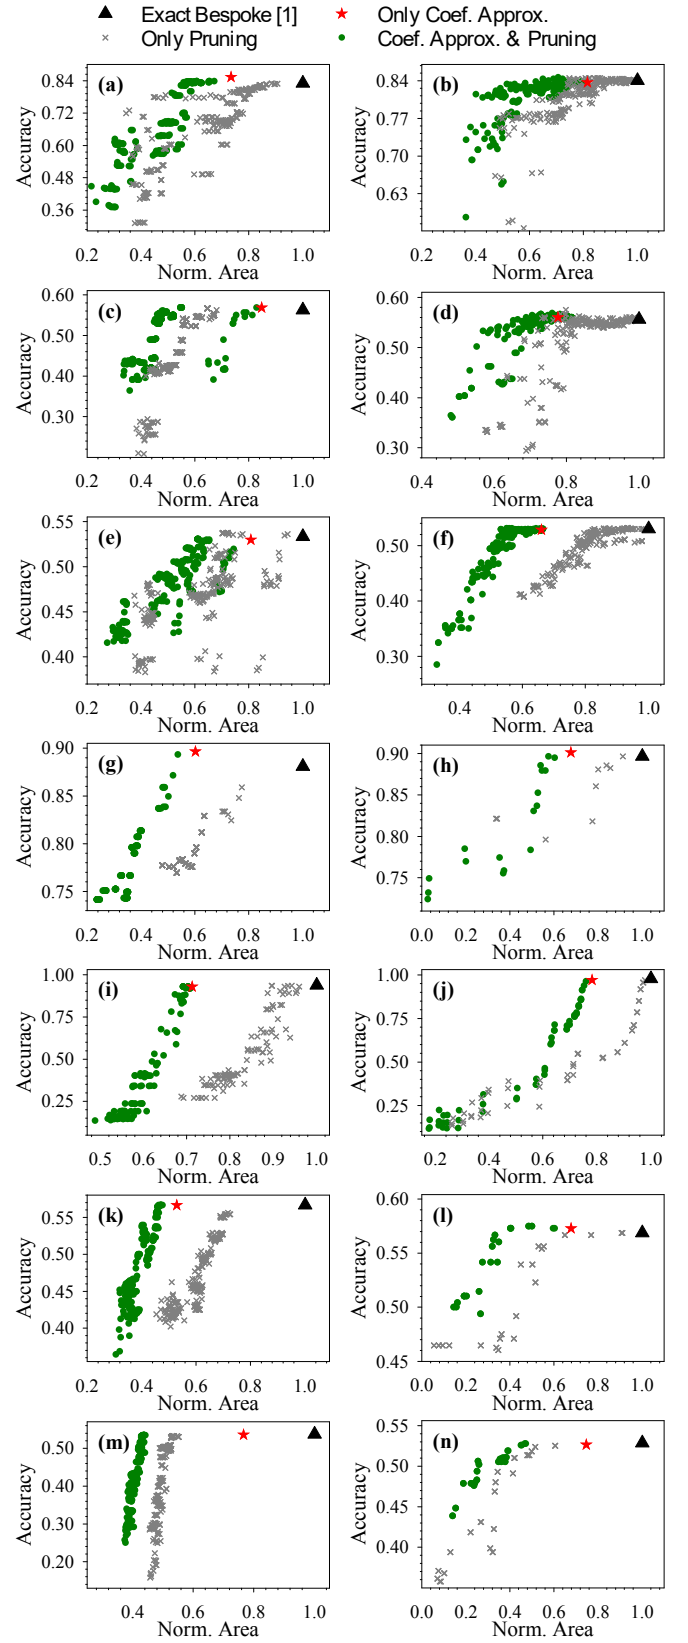 Exact Bespoke [1] Only Coef. Approx.
Only Pruning Coef. Approx. & Pruning
(a) (b)
Accuracy Accuracy
0.84 0.72 0.60 0.48 0.36
0.84 0.77 0.70 0.63
0.2 0.4 0.6 0.8 1.0 0.2 0.4 0.6 0.8 1.0
Norm. Area Norm. Area
(c) (d)
Accuracy Accuracy
0.60 0.50 0.40 0.30
0.60 0.50 0.40 0.30
0.2 0.4 0.6 0.8 1.0 0.4 0.6 0.8 1.0
Norm. Area Norm. Area
(e) (f)
Accuracy Accuracy
0.55 0.50 0.45 0.40
0.50 0.40 0.30
0.2 0.4 0.6 0.8 1.0 0.4 0.6 0.8 1.0
Norm. Area Norm. Area
(g) (h)
Accuracy Accuracy
0.90 0.85 0.80 0.75
0.90 0.85 0.80 0.75
0.2 0.4 0.6 0.8 1.0 0.0 0.2 0.4 0.6 0.8 1.0
Norm. Area Norm. Area
(i) (j)
Accuracy Accuracy
1.00 0.75 0.50 0.25
1.00 0.75 0.50 0.25
0.5 0.6 0.7 0.8 0.9 1.0 0.2 0.4 0.6 0.8 1.0
Norm. Area Norm. Area
(k) (l)
Accuracy Accuracy
0.55 0.50 0.45 0.40
0.60 0.55 0.50 0.45
0.2 0.4 0.6 0.8 1.0 0.0 0.2 0.4 0.6 0.8 1.0
Norm. Area Norm. Area
(m) (n)
Accuracy Accuracy
0.50 0.40 0.30 0.20
0.55 0.50 0.45 0.40
0.4 0.6 0.8 1.0 0.0 0.2 0.4 0.6 0.8 1.0
Norm. Area Norm. Area